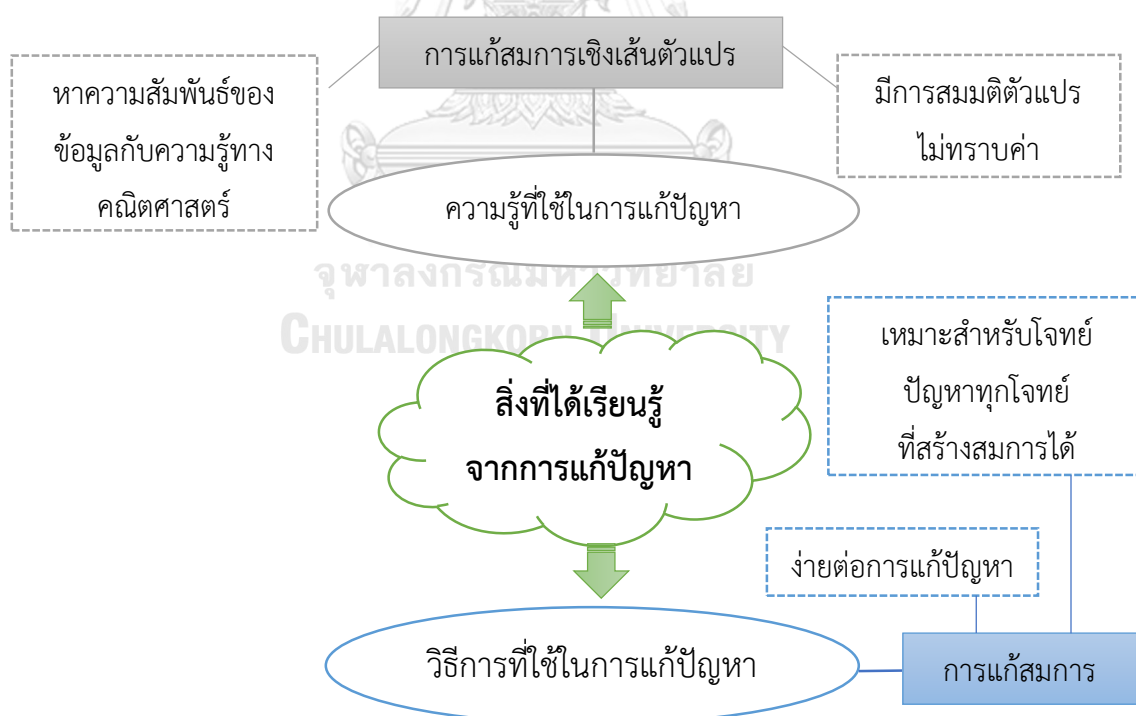 การแก้สมการเชิงเส้นตัวแปร
หาความสัมพันธ์ของ
ข้อมูลกับความรู้ทาง
คณิตศาสตร์
มีการสมมติตัวแปร
ไม่ทราบค่า
ความรู้ที่ใช้ในการแก้ปัญหา
จุฬาลงกรณ์มหาวิทยาลัย
CHULALONGKORN UNIVERSITY
เหมาะสำหรับโจทย์
ปัญหาทุกโจทย์
ที่สร้างสมการได้
สิ่งที่ได้เรียนรู้
จากการแก้ปัญหา
ง่ายต่อการแก้ปัญหา
วิธีการที่ใช้ในการแก้ปัญหา
การแก้สมการ